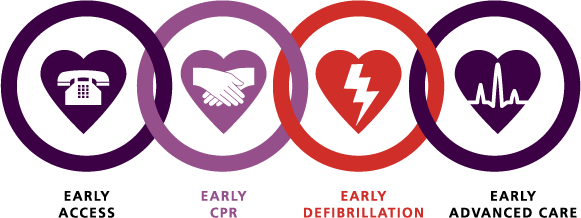 EARLY
ACCESS
EARLY
CPR
EARLY
DEFIBRILLATION
EARLY
ADVANCED CARE